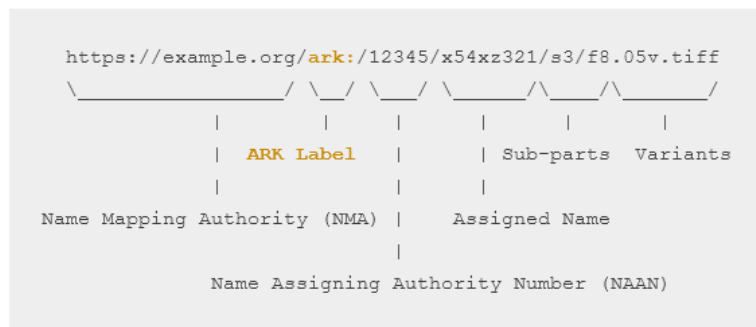 https://example.org/ark:/12345/x54xz321/s3/f8.05v.tiff
\___________________/ \__/ \___/ \______/\____/\_______/
| | | | | |
| ARK Label | | Sub-parts Variants
| | |
Name Mapping Authority (NMA) | Assigned Name
|
Name Assigning Authority Number (NAAN)